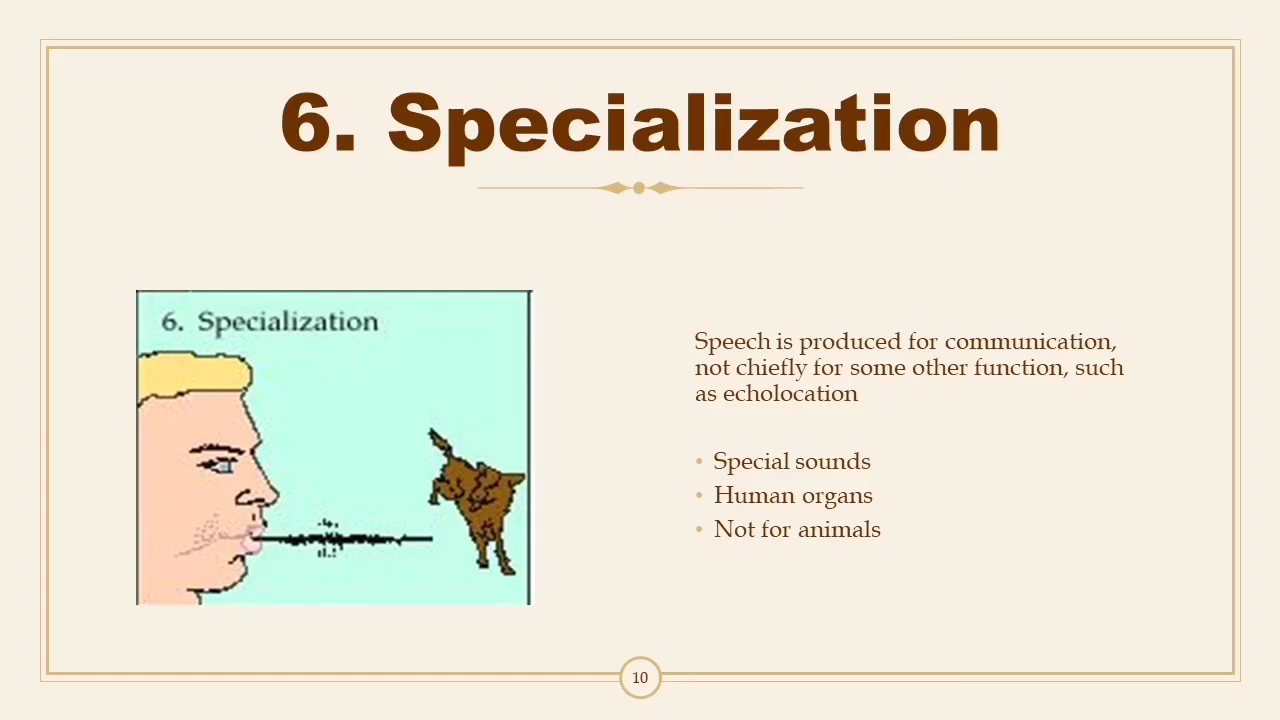 6. Specialization
6. Specialization
Speech is produced for communication,
not chiefly for some other function, such
as echolocation
• Special sounds
• Human organs
• Not for animals
10